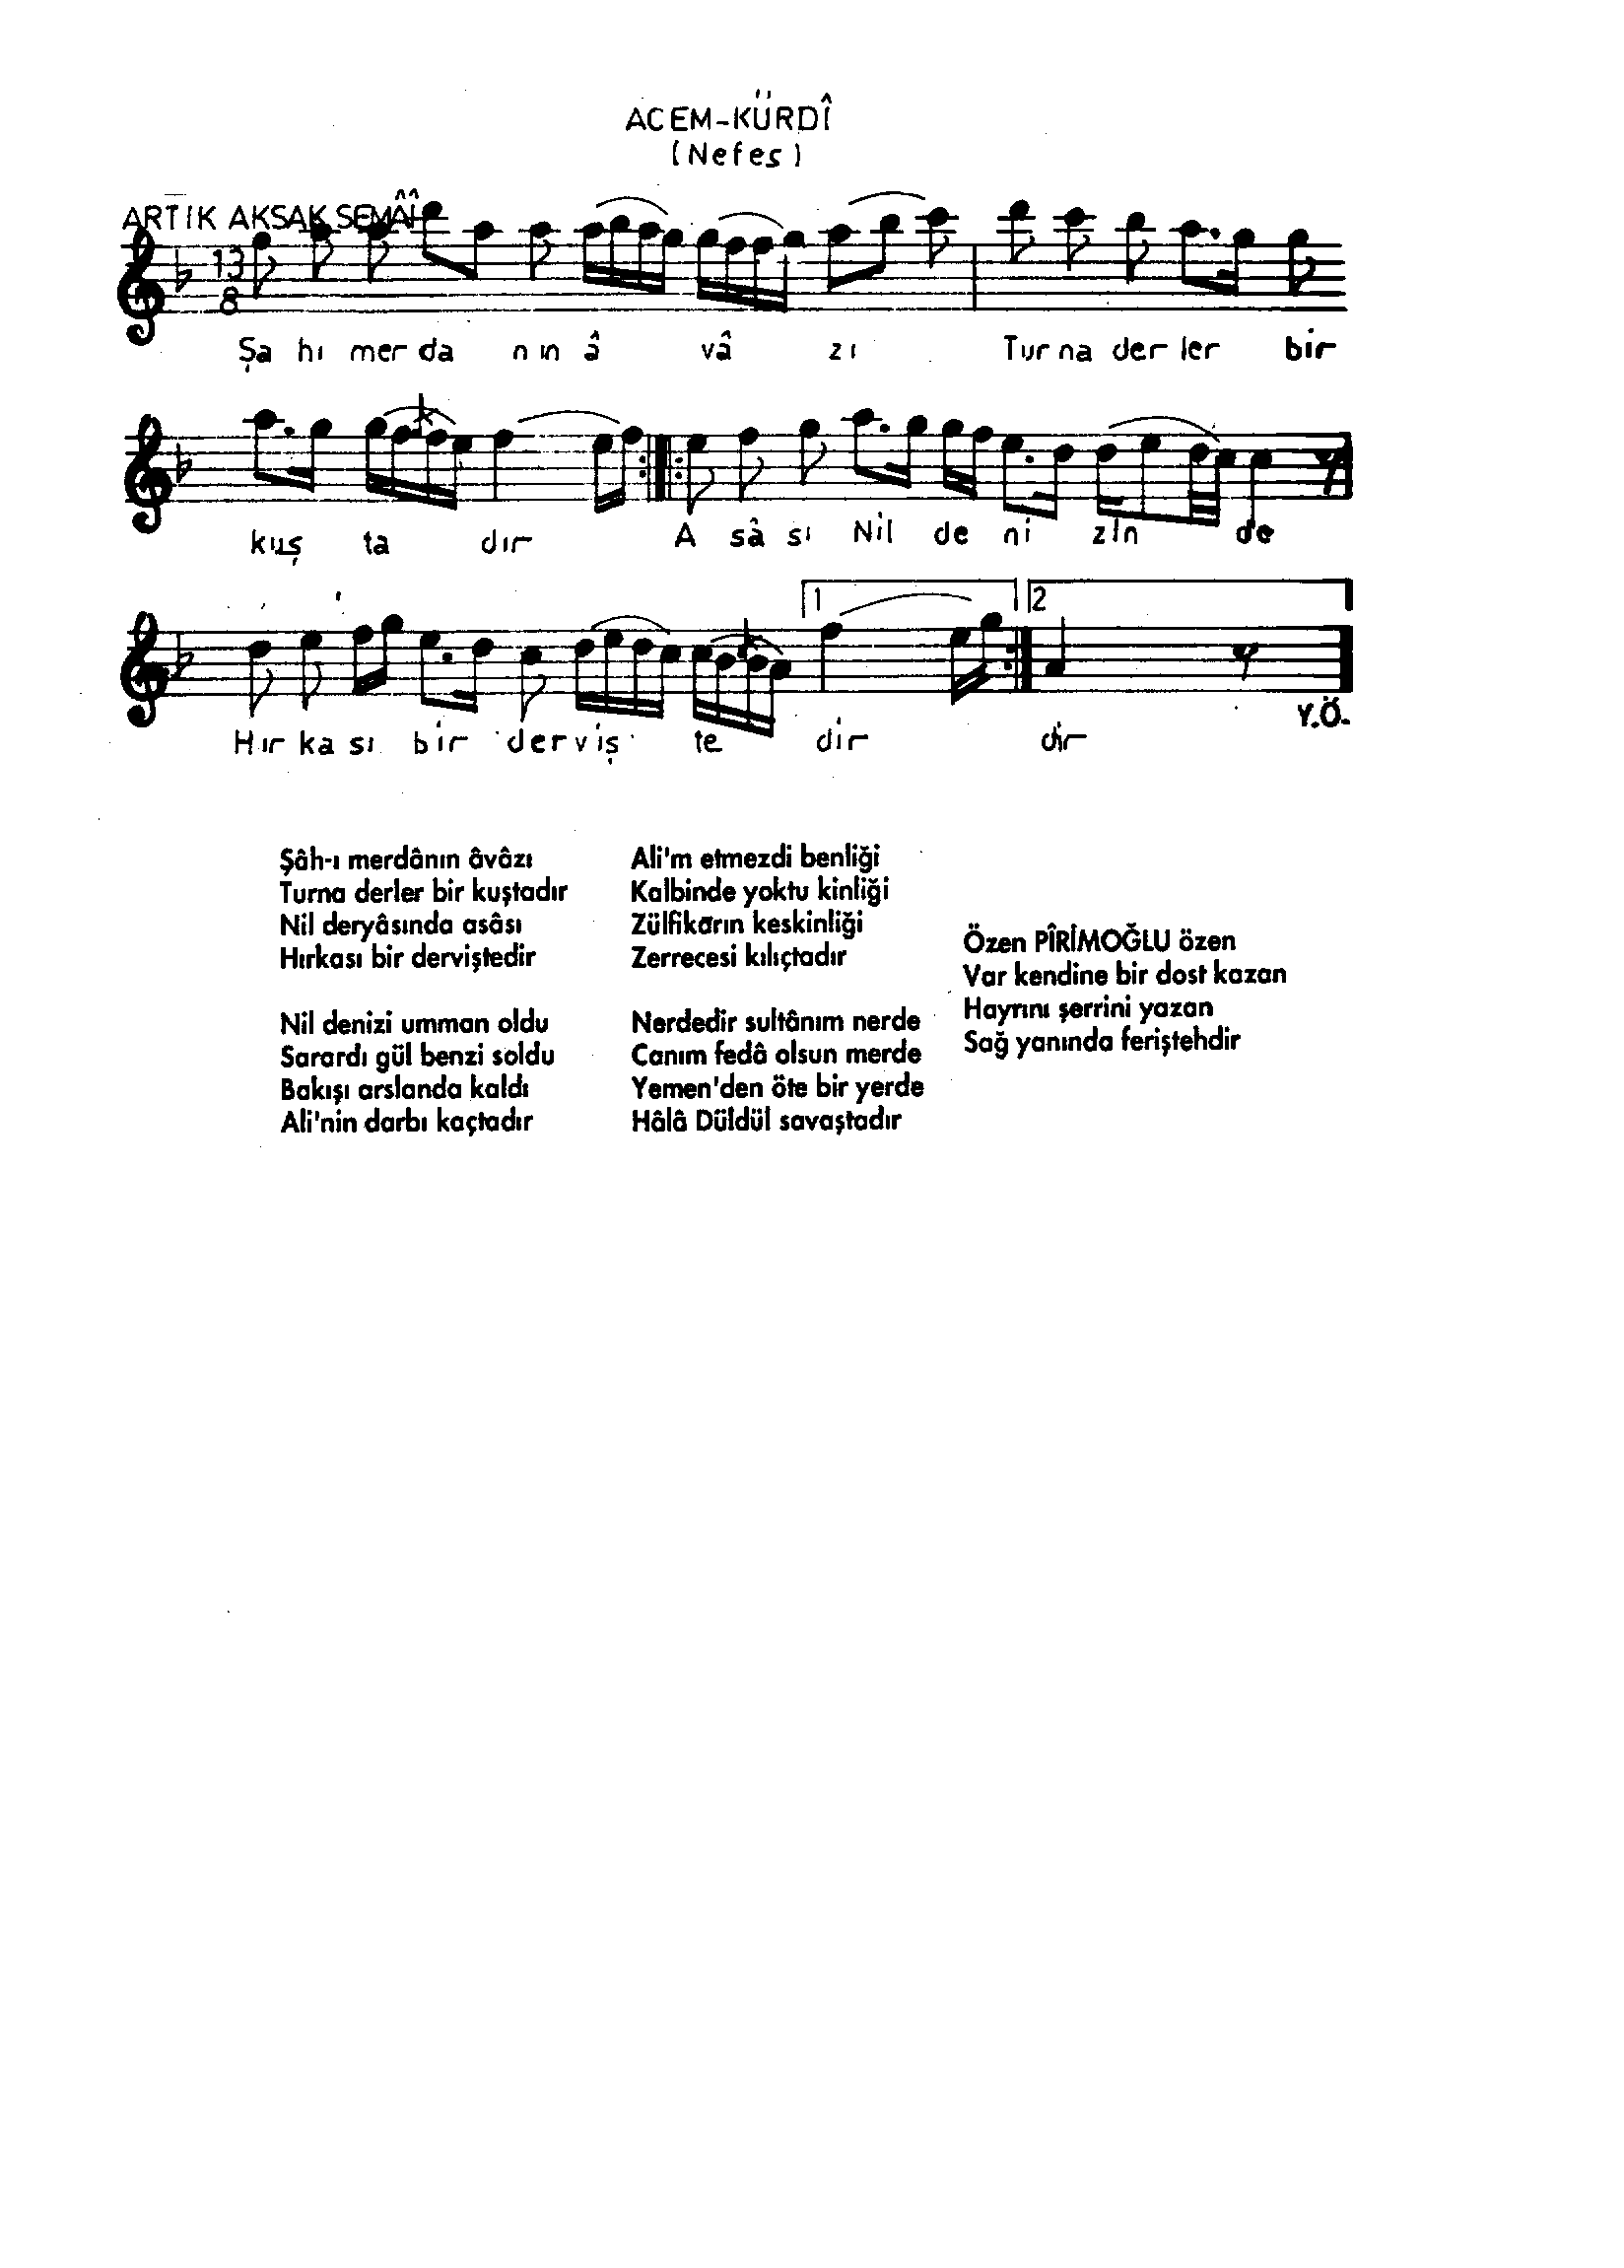 ACEM-KÜRDÎ
(Nefes)
ARTIK AKSAK SEMÂÎ
13
8
Şa hı mer da nın â vâ zı Tur na der ler bir
kuş ta dır A sâ sı Nil de ni zin de
1 2
Hır ka sı bir der viş te dir dir
Y.Ö.
Şâh-ı merdânın âvâzı
Turna derler bir kuştadır
Nil deryâsında asâsı
Hırkası bir derviştedir
Nil denizi umman oldu
Sarardı gül benzi soldu
Bakışı arslanda kaldı
Ali'nin darbı kaçtadır
Ali'm etmezdi benliği
Kalbinde yoktu kinliği
Zülfikarın keskinliği
Zerrecesi kılıçtadır
Nerdedir sultânım nerde
Canım fedâ olsun merde
Yemen'den öte bir yerde
Hâlâ Düldül savaştadır
Özen PÎRİMOĞLU özen
Var kendine bir dost kazan
Hayrını şerrini yazan
Sağ yanında feriştehdir